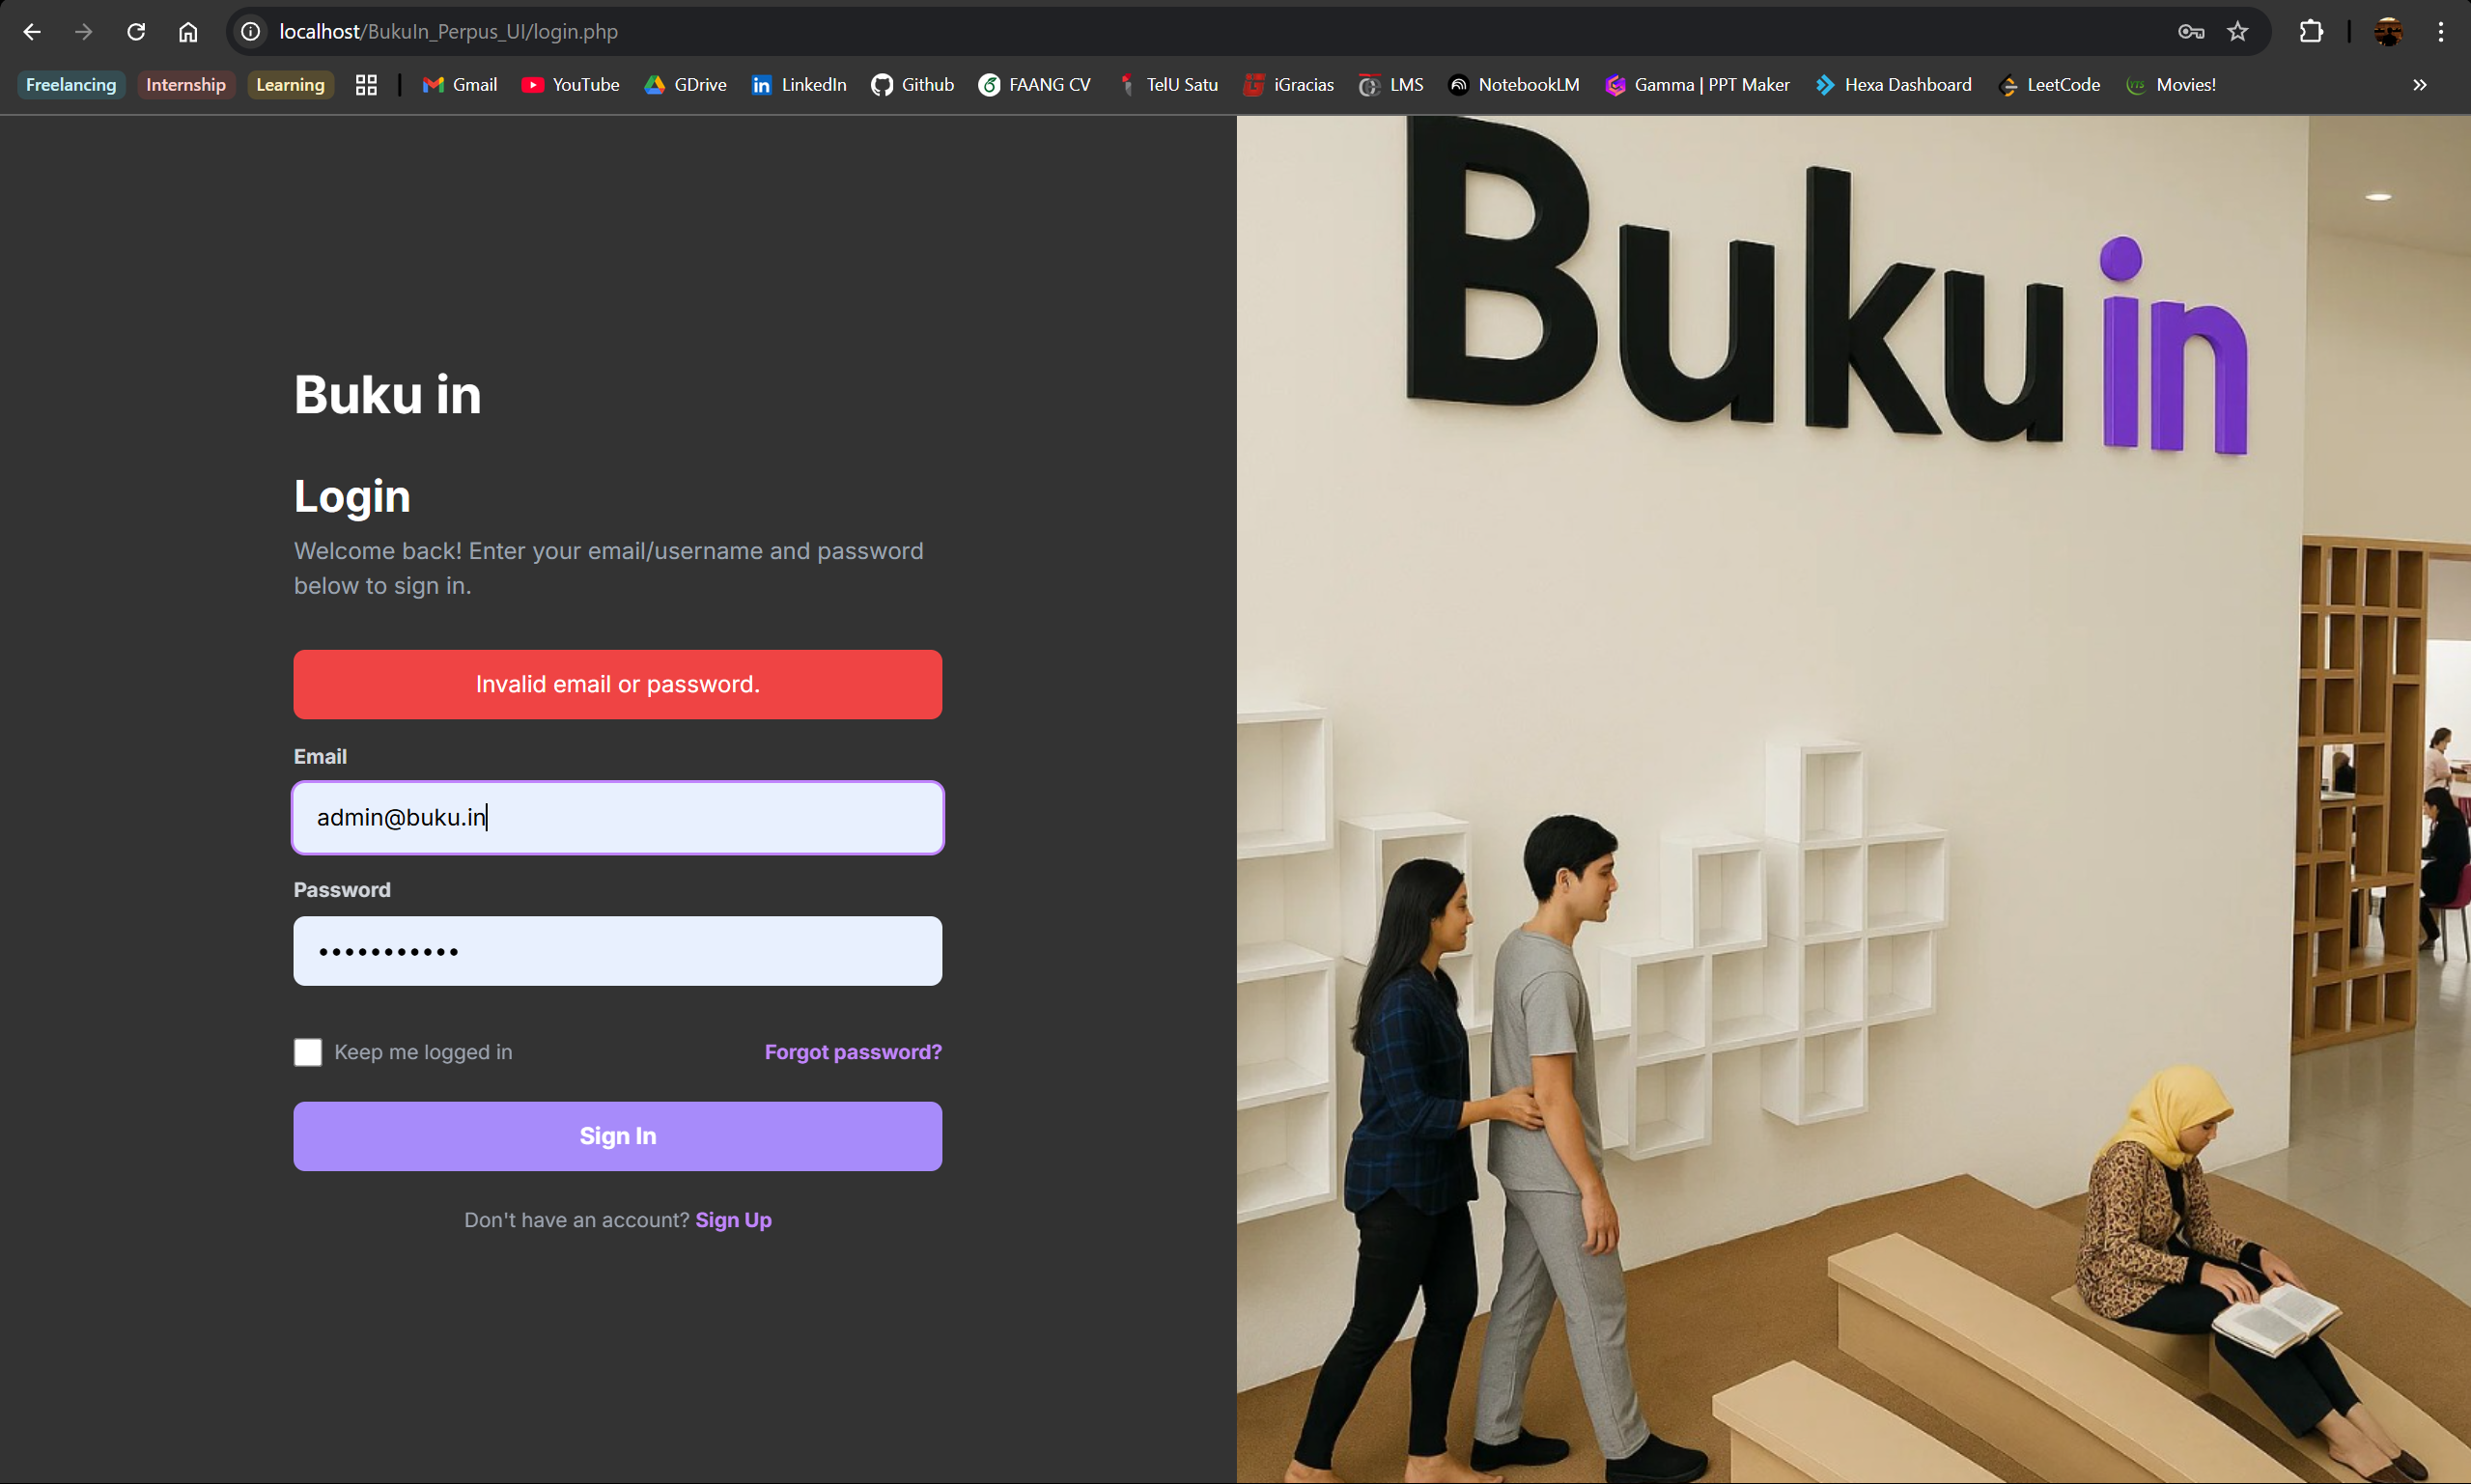 localhost/BukuIn_Perpus_UI/login.php
Freelancing Internship Learning Gmail YouTube GDrive LinkedIn Github FAANG CV TelU Satu iGracias LMS NotebookLM Gamma | PPT Maker Hexa Dashboard LeetCode YTS Movies!
Buku in
Login
Welcome back! Enter your email/username and password
below to sign in.
Invalid email or password.
Email
admin@buku.in
Password
Keep me logged in Forgot password?
Sign In
Don't have an account? Sign Up
Bukuin